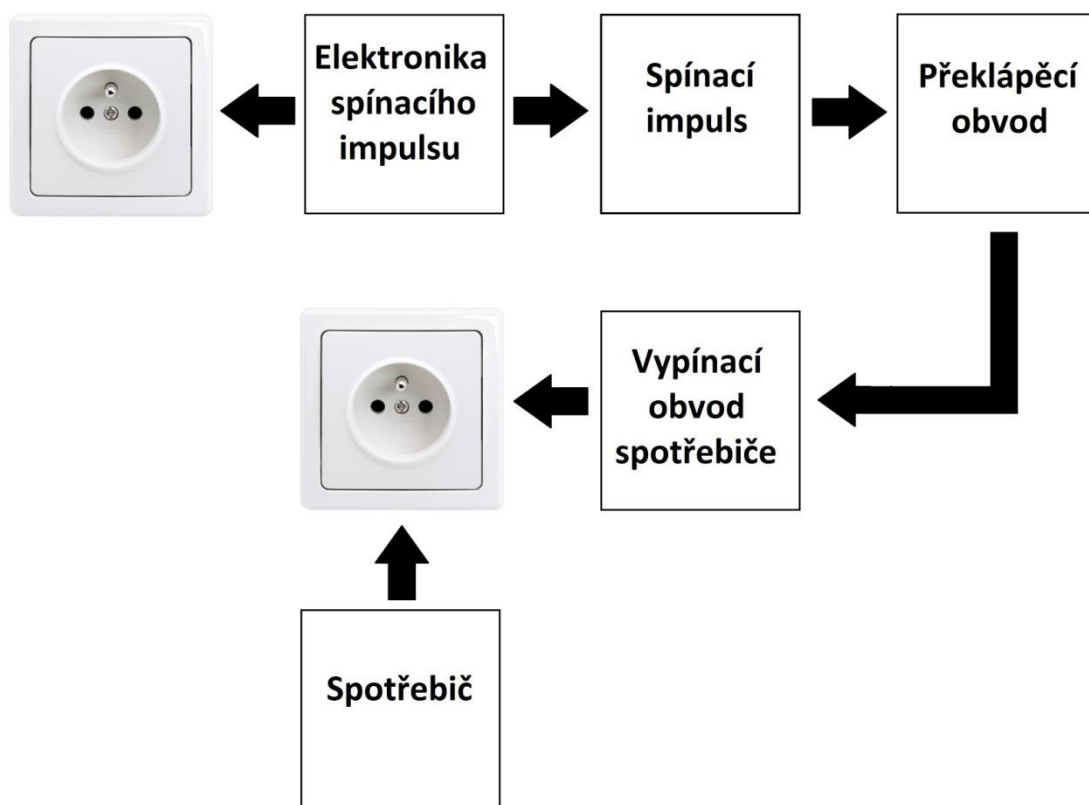 Elektronika
spínacího
impulsu
Spínací
impuls
Překlápěcí
obvod
Vypínací
obvod
spotřebiče
Spotřebič